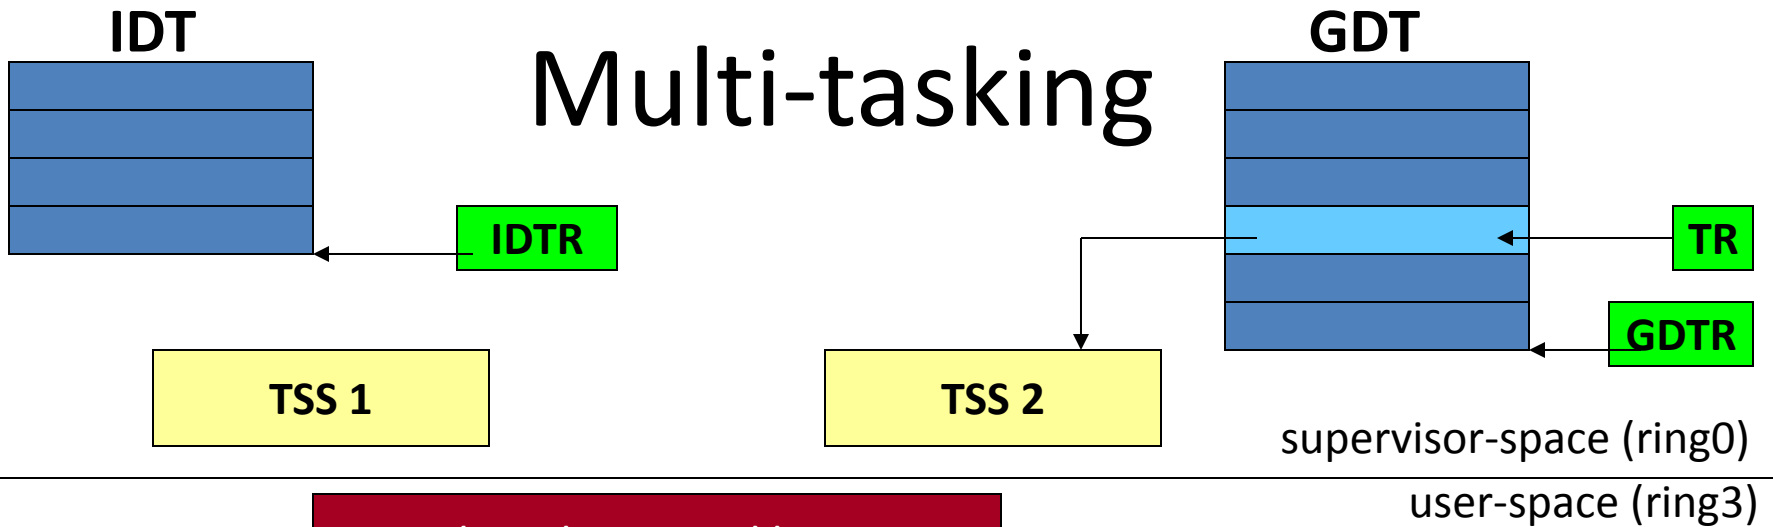 IDT
Multi-tasking
GDT
IDTR
TR
GDTR
TSS 1
TSS 2
supervisor-space (ring0)
user-space (ring3)